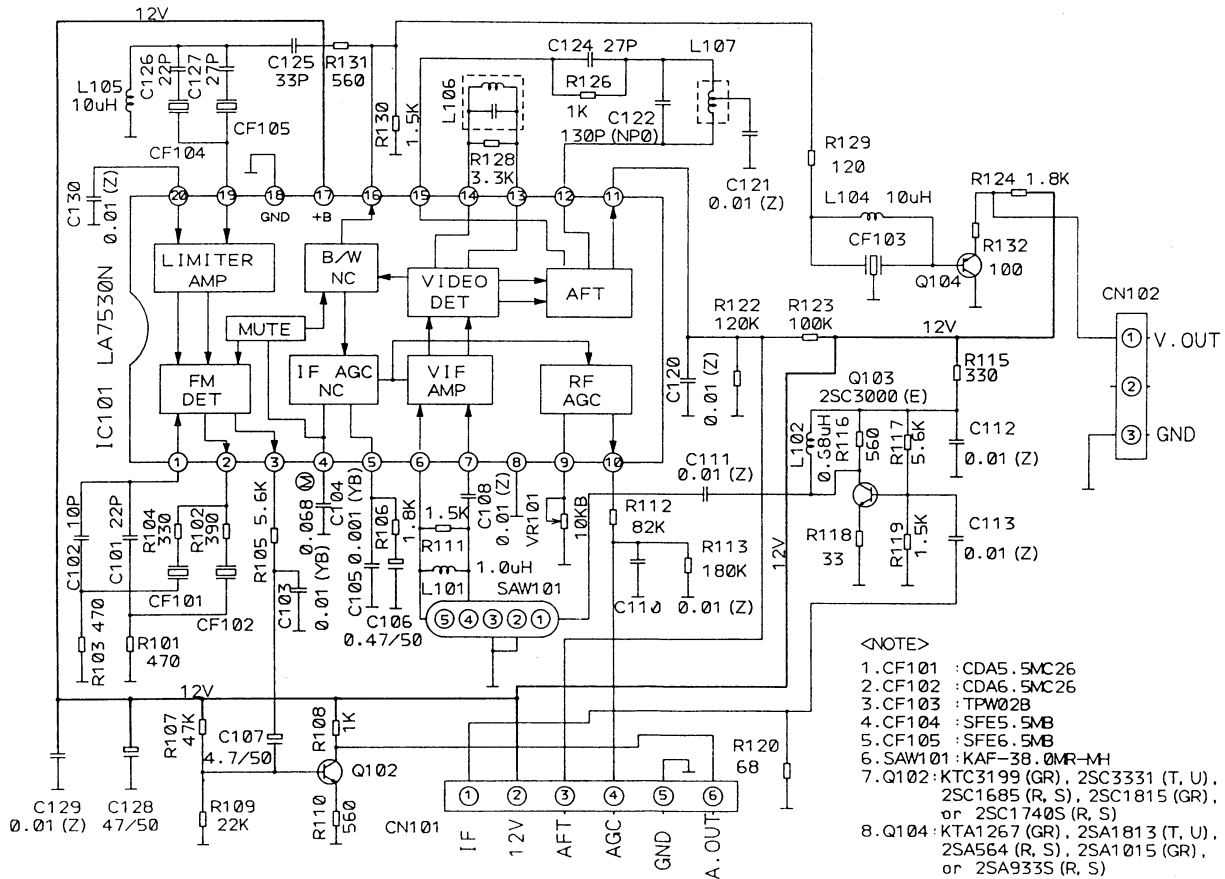 12V
C126
22P
C127
27P
C125
33P
R131
560
C124 27P
L107
L105
10uH
CF104
CF105
R130
1.5K
L106
R126
1K
C122
130P (NP0)
R128
3.3K
C121
0.01 (Z)
R129
120
R124 1.8K
L104 10uH
CF103
R132
100
Q104
CN102
C130
0.01 (Z)
20 19 18 17 16 15 14 13 12 11
GND
+B
IC101 LA7530N
LIMITER
AMP
B/W
NC
VIDEO
DET
AFT
MUTE
FM
DET
IF AGC
NC
VIF
AMP
RF
AGC
1 2 3 4 5 6 7 8 9 10
C120
0.01 (Z)
R122
120K
R123
100K
12V
R115
330
1 V.OUT
2
3 GND
Q103
2SC3000 (E)
L102
0.68uH
R116
560
R117
5.6K
C112
0.01 (Z)
C111
0.01 (Z)
C102 10P
C101 22P
R104
330
R102
390
CF101
CF102
R105 5.6K
C103
0.01 (YB)
0.068 M
C104
C105 0.001 (YB)
R106
1.8K
C106
0.47/50
1.5K
R111
1.0uH
L101
C108
0.01 (Z)
VR101
10KB
SAW101
5 4 3 2 1
R112
82K
R113
180K
C110
0.01 (Z)
12V
R118
33
R119
1.5K
C113
0.01 (Z)
R103 470
R101
470
12V
R107
47K
C107
4.7/50
R108
1K
Q102
R109
22K
R110
560
C129
0.01 (Z)
C128
47/50
R120
68
CN101
1 2 3 4 5 6
IF
12V
AFT
AGC
GND
A.OUT
<NOTE>
1.CF101 :CDA5.5MC26
2.CF102 :CDA6.5MC26
3.CF103 :TPW02B
4.CF104 :SFE5.5MB
5.CF105 :SFE6.5MB
6.SAW101:KAF-38.0MR-MH
7.Q102:KTC3199 (GR), 2SC3331 (T, U),
2SC1685 (R, S), 2SC1815 (GR),
or 2SC1740S (R, S)
8.Q104:KTA1267 (GR), 2SA1813 (T, U),
2SA564 (R, S), 2SA1015 (GR),
or 2SA933S (R, S)